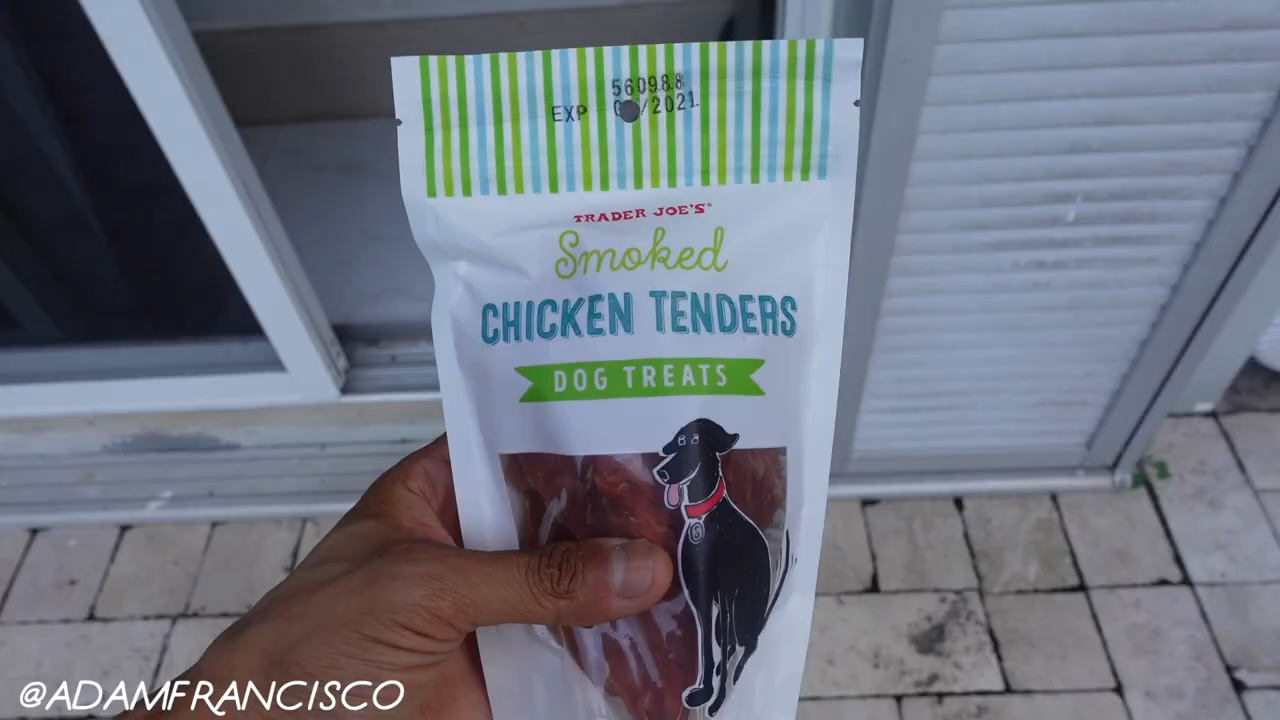 560988
EXP /2021
TRADER JOE'S®
Smoked
CHICKEN TENDERS
DOG TREATS
@ADAMFRANCISCO